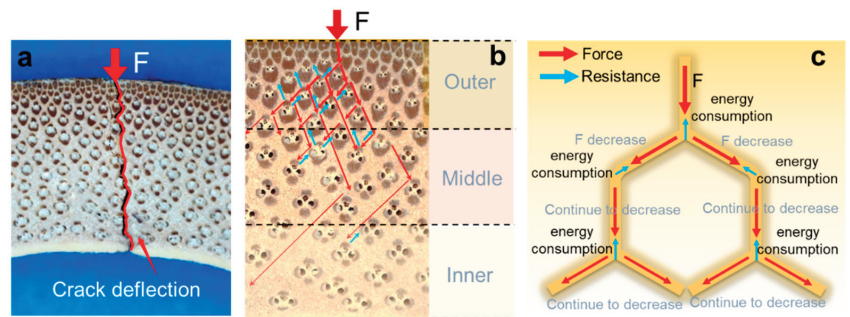 a
F
Crack deflection
F
b
Outer
Middle
Inner
c
Force
Resistance
F
energy
consumption
F decrease
F decrease
energy
consumption
energy
consumption
Continue to decrease
Continue to decrease
energy
consumption
energy
consumption
Continue to decrease
Continue to decrease